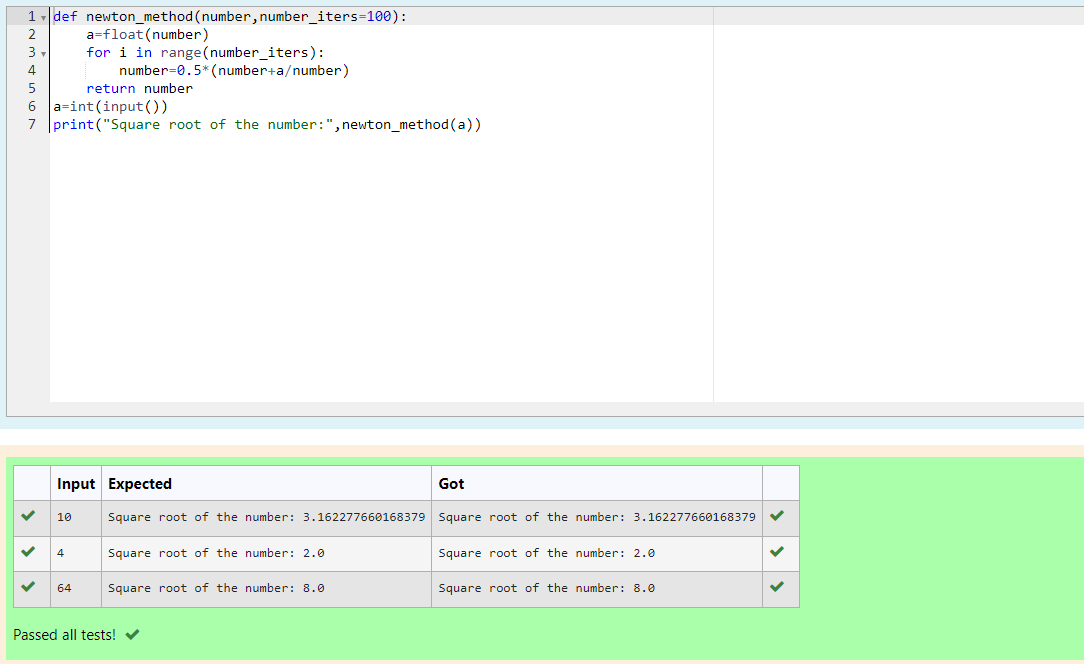 1 def newton_method(number,number_iters=100):
2     a=float(number)
3     for i in range(number_iters):
4         number=0.5*(number+a/number)
5     return number
6 a=int(input())
7 print("Square root of the number:",newton_method(a))
Input Expected Got
10 Square root of the number: 3.162277660168379 Square root of the number: 3.162277660168379
4 Square root of the number: 2.0 Square root of the number: 2.0
64 Square root of the number: 8.0 Square root of the number: 8.0
Passed all tests!